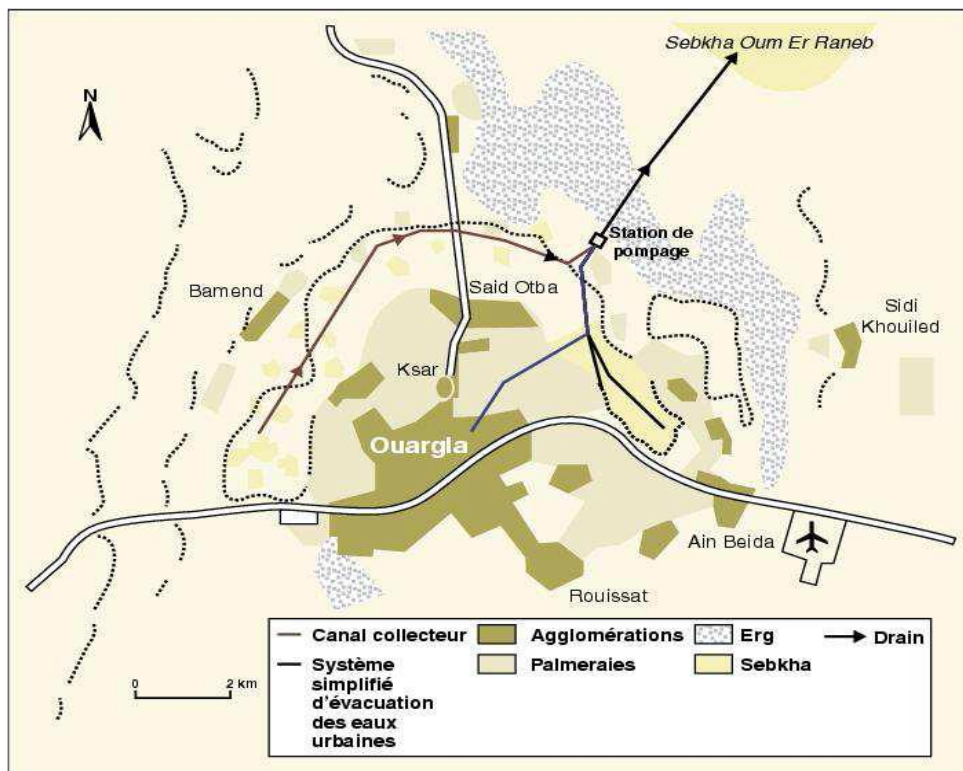 Sebkha Oum Er Raneb
N
Station de
pompage
Bamend
Said Otba
Sidi
Khouiled
Ksar
Ouargla
Ain Beida
Rouissat
0 2 km
Canal collecteur
Système
simplifié
d'évacuation
des eaux
urbaines
Agglomérations
Palmeraies
Erg
Sebkha
Drain